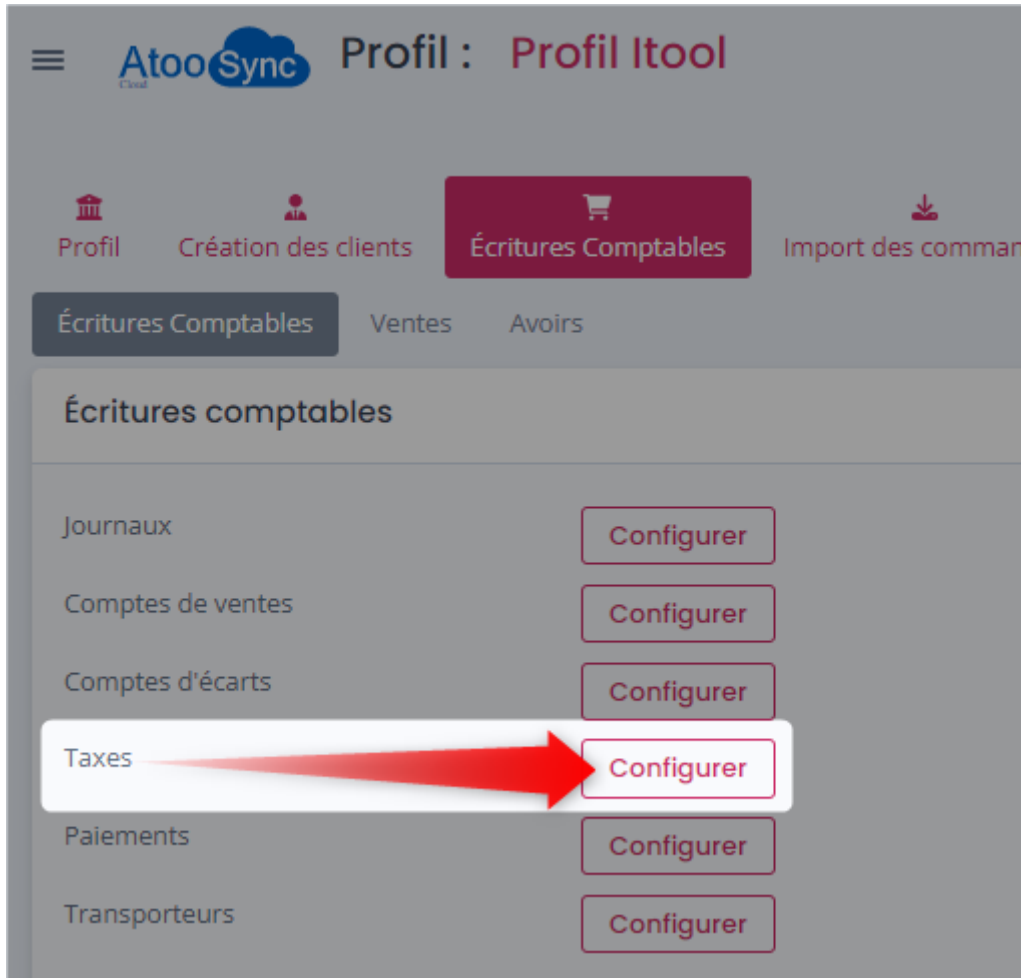 AtooSync Profil : Profil Itool
Cloud
Profil Création des clients Écritures Comptables Import des comman
Écritures Comptables Ventes Avoirs
Écritures comptables
Journaux Configurer
Comptes de ventes Configurer
Comptes d'écarts Configurer
Taxes Configurer
Paiements Configurer
Transporteurs Configurer